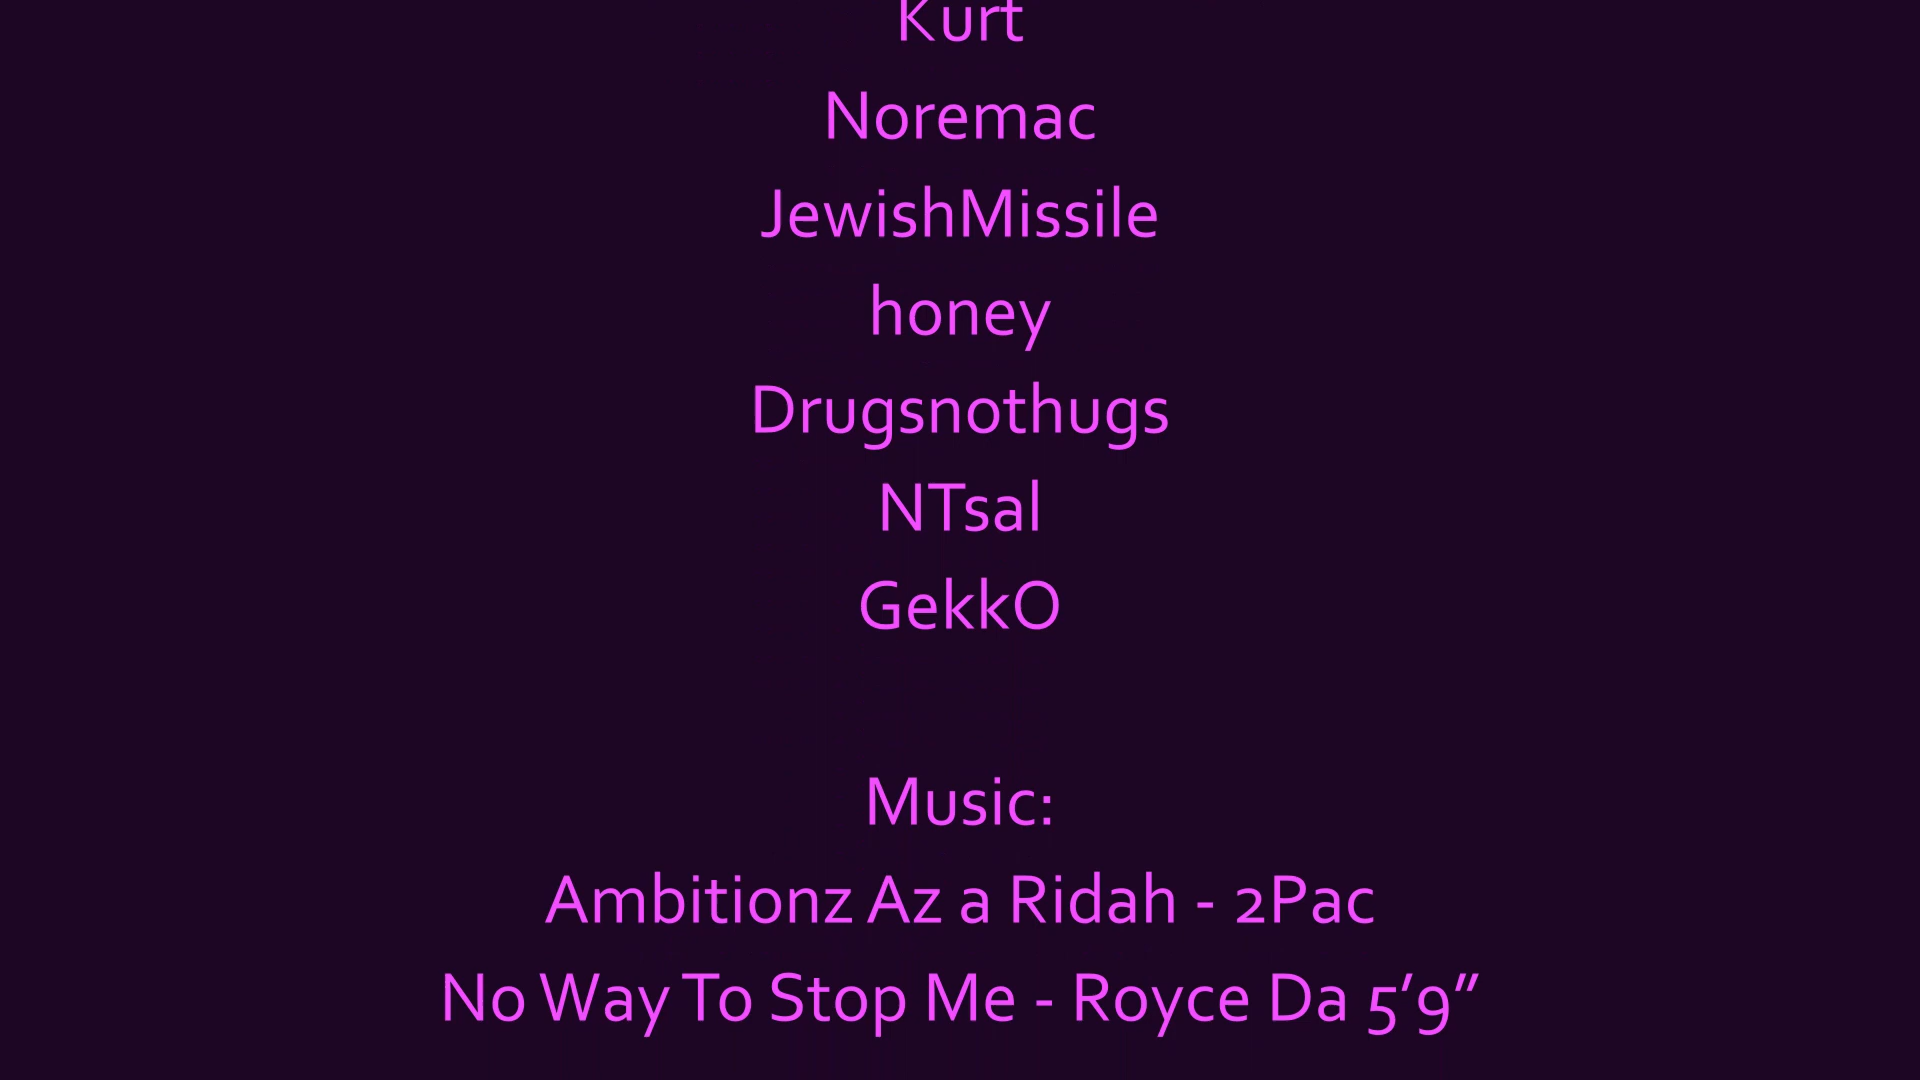 Kurt
Noremac
JewishMissile
honey
Drugsnothugs
NTsal
GekkO
Music:
Ambitionz Az a Ridah - 2Pac
No Way To Stop Me - Royce Da 5’9”